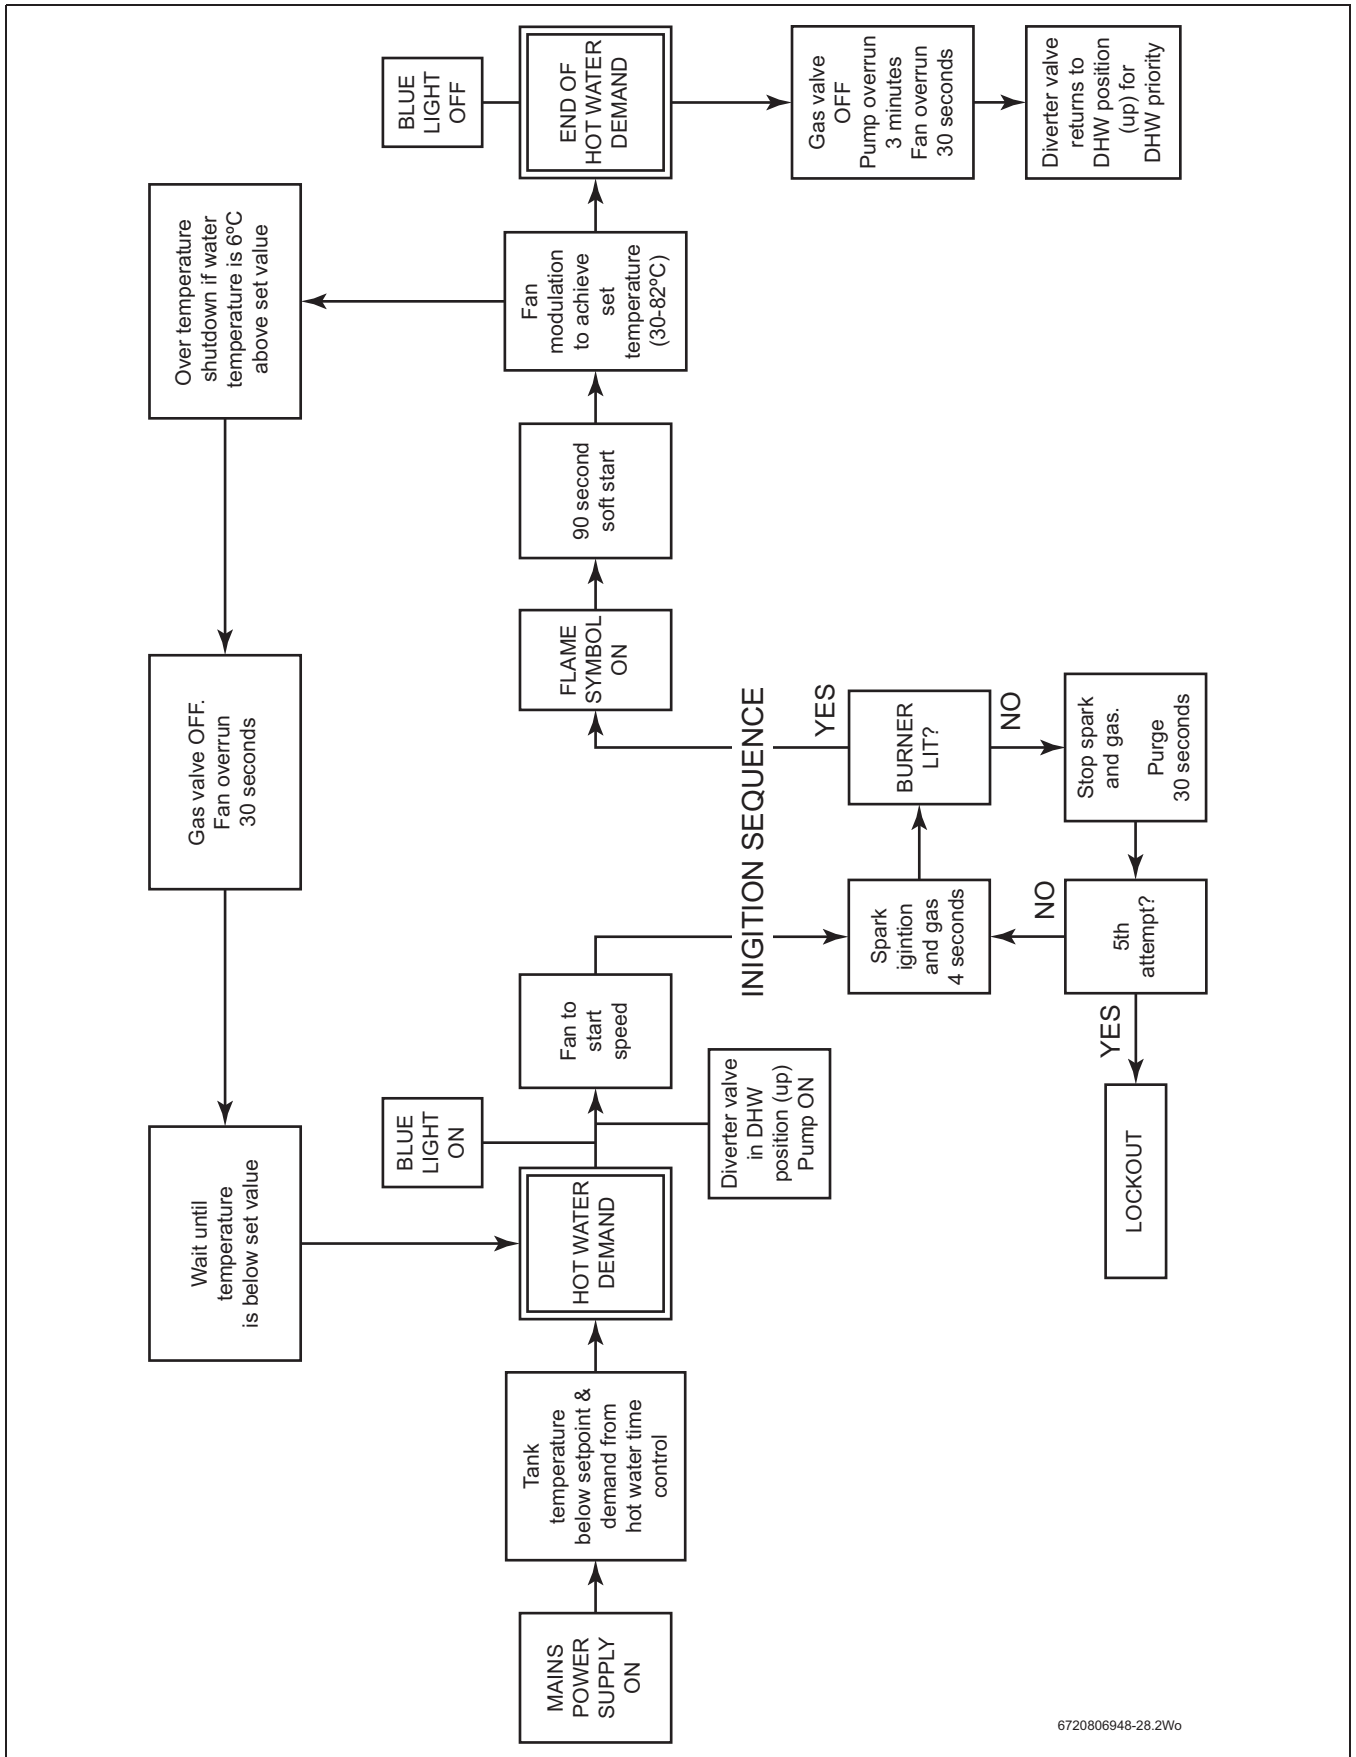 MAINS
POWER
SUPPLY
ON
Tank
temperature
below setpoint &
demand from
hot water time
control
HOT WATER
DEMAND
BLUE
LIGHT
ON
Diverter valve
in DHW
position (up)
Pump ON
Fan to
start
speed
INIGITION SEQUENCE
Spark
igintion
and gas
4 seconds
BURNER
LIT?
YES
NO
Stop spark
and gas.
Purge
30 seconds
5th
attempt?
NO
YES
LOCKOUT
FLAME
SYMBOL
ON
90 second
soft start
Fan
modulation
to achieve
set
temperature
(30-82ºC)
Over temperature
shutdown if water
temperature is 6ºC
above set value
Gas valve OFF.
Fan overrun
30 seconds
Wait until
temperature
is below set value
END OF
HOT WATER
DEMAND
BLUE
LIGHT
OFF
Gas valve
OFF
Pump overrun
3 minutes
Fan overrun
30 seconds
Diverter valve
returns to
DHW position
(up) for
DHW priority
6720806948-28.2Wo